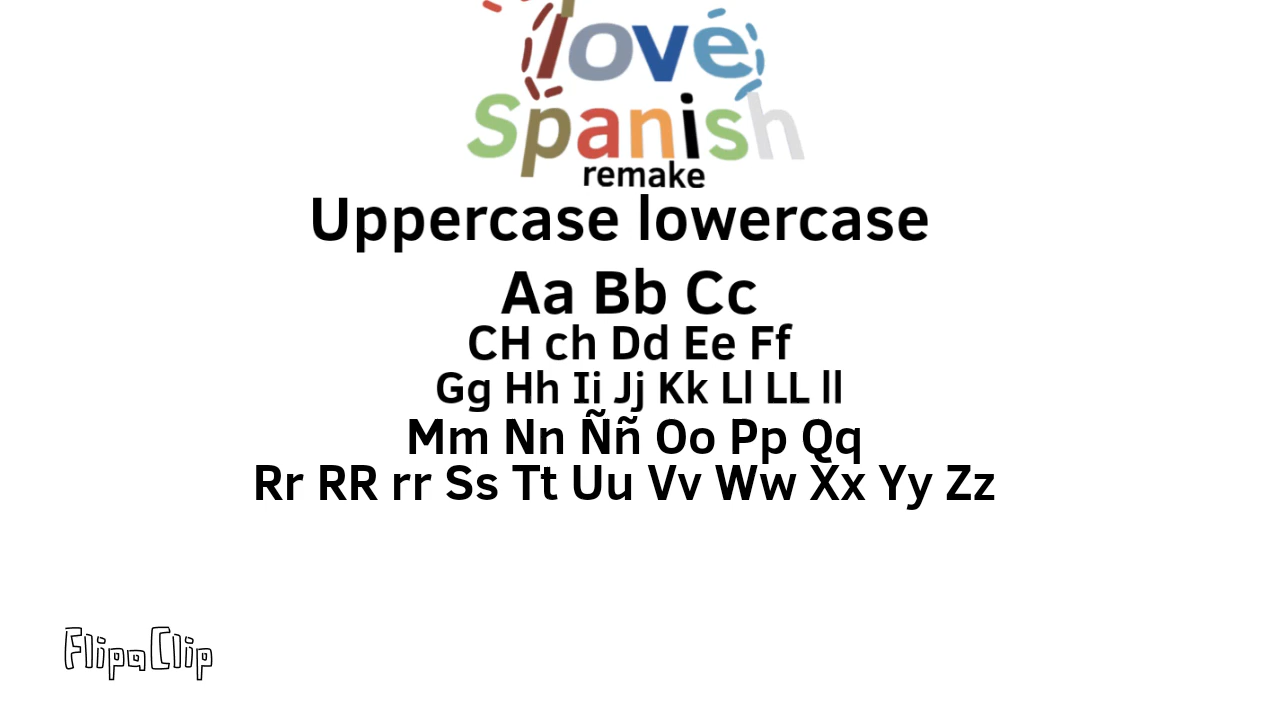 lové
Spanish
remake
Uppercase lowercase
Aa Bb Cc
CH ch Dd Ee Ff
Gg Hh Ii Jj Kk Ll LL ll
Mm Nn Ññ Oo Pp Qq
Rr RR rr Ss Tt Uu Vv Ww Xx Yy Zz
FlipaClip